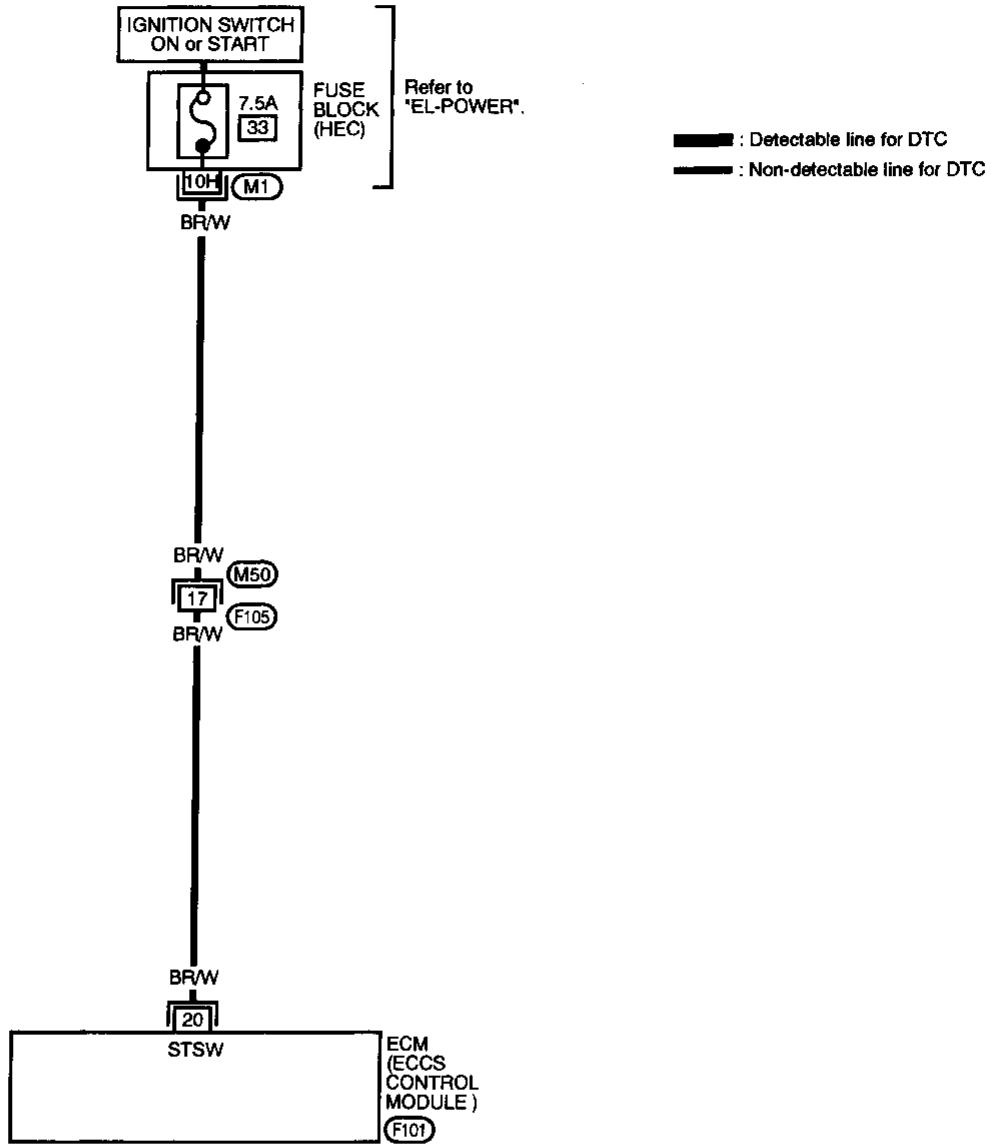 IGNITION SWITCH
ON or START
FUSE
BLOCK
(HEC)
7.5A
33
Refer to
"EL-POWER".
10H
M1
BR/W
: Detectable line for DTC
: Non-detectable line for DTC
BR/W
M50
17
F105
BR/W
BR/W
20
STSW
ECM
(ECCS
CONTROL
MODULE )
F101